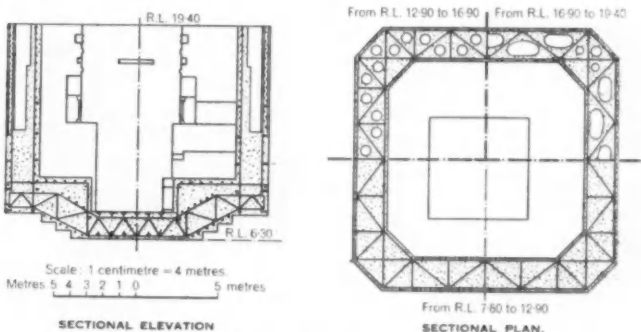 R.L. 19·40
R.L. 6·30
Scale: 1 centimetre = 4 metres.
Metres 5 4 3 2 1 0 5 metres
SECTIONAL ELEVATION
From R.L. 12·90 to 16·90
From R.L. 16·90 to 19·40
From R.L. 7·80 to 12·90
SECTIONAL PLAN.